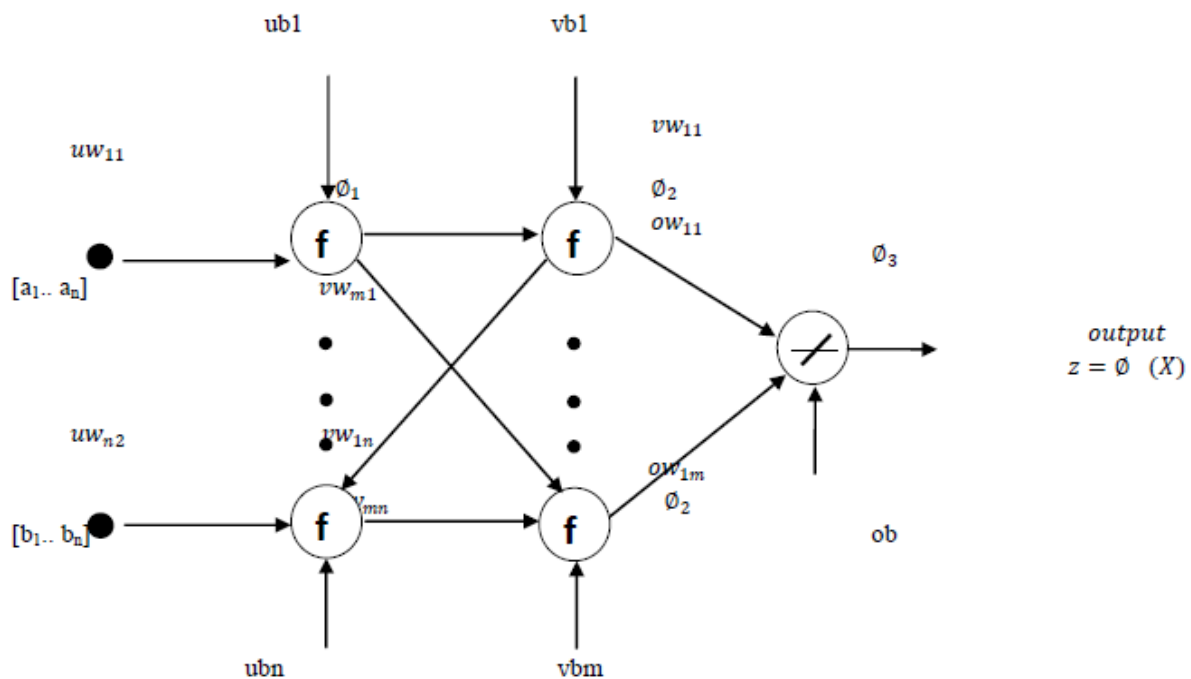 ub1
vb1
vw₁₁
uw₁₁
∅₁
∅₂
f
f
ow₁₁
∅₃
[a₁.. aₙ]
vwₘ₁
output
z = ∅ (X)
uwₙ₂
vw₁ₙ
ow₁ₘ
vₘₙ
∅₂
f
f
[b₁.. bₙ]
ob
ubn
vbm